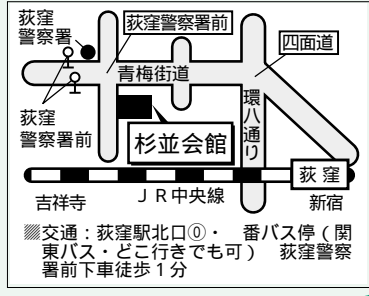 荻窪
警察署
荻窪警察署前
四面道
青梅街道
環八通り
荻窪
警察署前
杉並会館
荻窪
吉祥寺
ＪＲ中央線
新宿
▨交通：荻窪駅北口⓪・　番バス停（関
東バス・どこ行きでも可）　荻窪警察
署前下車徒歩１分